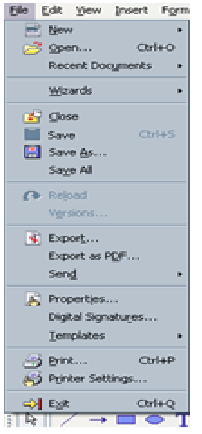 File Edit View Insert Form
New
Open... Ctrl+O
Recent Documents
Wizards
Close
Save Ctrl+S
Save As...
Save All
Reload
Versions...
Export...
Export as PDF...
Send
Properties...
Digital Signatures...
Templates
Print... Ctrl+P
Printer Settings...
Exit Ctrl+Q
T